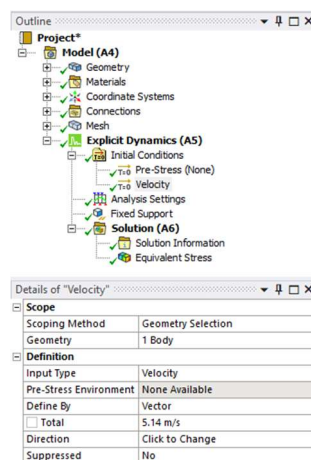 Outline
Project*
Model (A4)
Geometry
Materials
Coordinate Systems
Connections
Mesh
Explicit Dynamics (A5)
T=0 Initial Conditions
T=0 Pre-Stress (None)
T=0 Velocity
Analysis Settings
Fixed Support
Solution (A6)
Solution Information
Equivalent Stress
Details of "Velocity"
Scope
Scoping Method Geometry Selection
Geometry 1 Body
Definition
Input Type Velocity
Pre-Stress Environment None Available
Define By Vector
Total 5.14 m/s
Direction Click to Change
Suppressed No